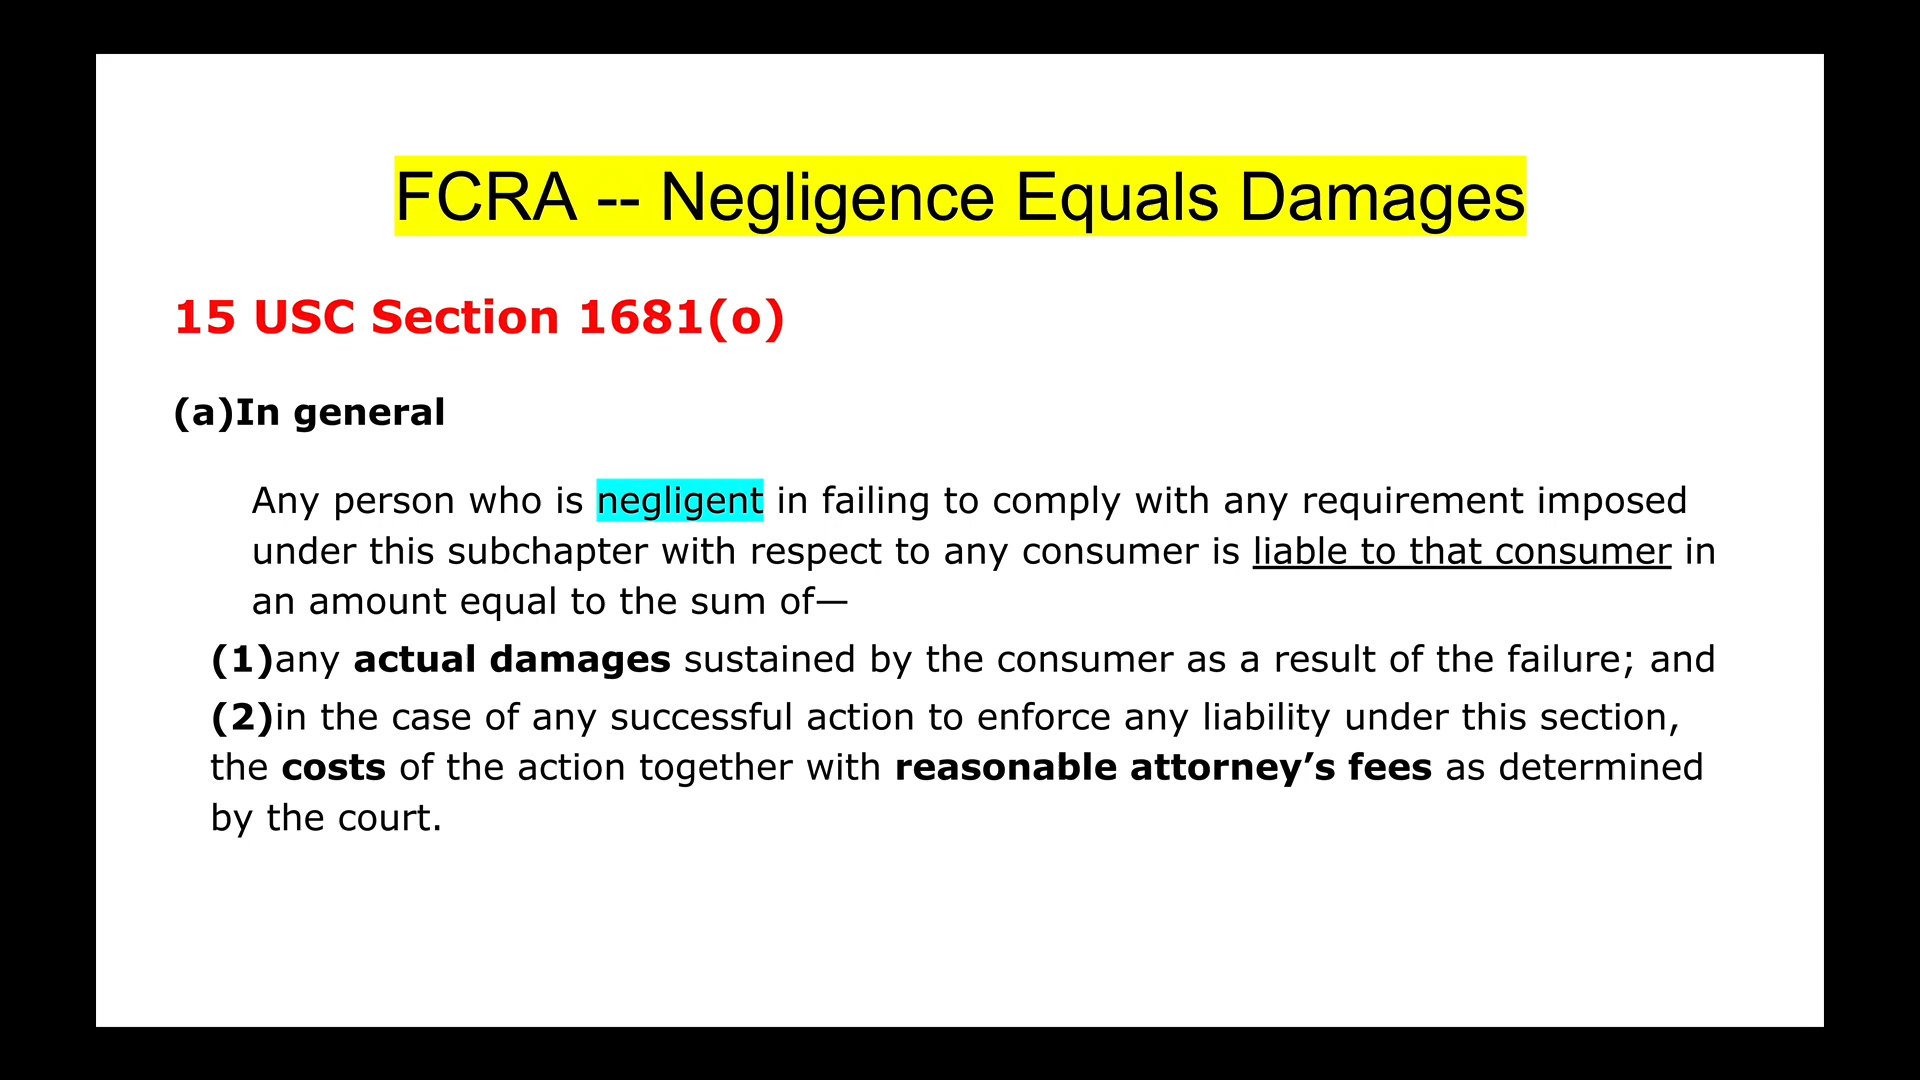 FCRA -- Negligence Equals Damages
15 USC Section 1681(o)
(a)In general
Any person who is negligent in failing to comply with any requirement imposed
under this subchapter with respect to any consumer is liable to that consumer in
an amount equal to the sum of—
(1)any actual damages sustained by the consumer as a result of the failure; and
(2)in the case of any successful action to enforce any liability under this section,
the costs of the action together with reasonable attorney’s fees as determined
by the court.